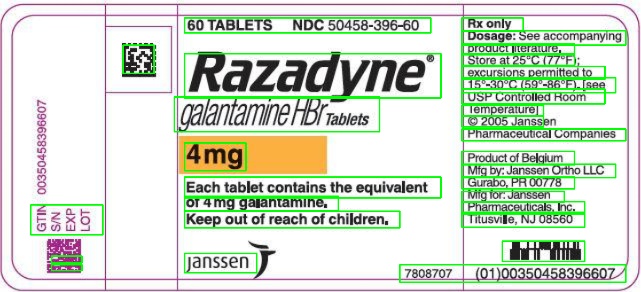 GTIN 00350458396607
S/N
EXP
LOT
60 TABLETS NDC 50458-396-60
Razadyne®
galantamine HBr Tablets
4 mg
Each tablet contains the equivalent
of 4 mg galantamine.
Keep out of reach of children.
janssen
Rx only
Dosage: See accompanying
product literature.
Store at 25°C (77°F);
excursions permitted to
15°-30°C (59°-86°F). [see
USP Controlled Room
Temperature]
© 2005 Janssen
Pharmaceutical Companies
Product of Belgium
Mfg by: Janssen Ortho LLC
Gurabo, PR 00778
Mfg for: Janssen
Pharmaceuticals, Inc.
Titusville, NJ 08560
7808707
(01)00350458396607